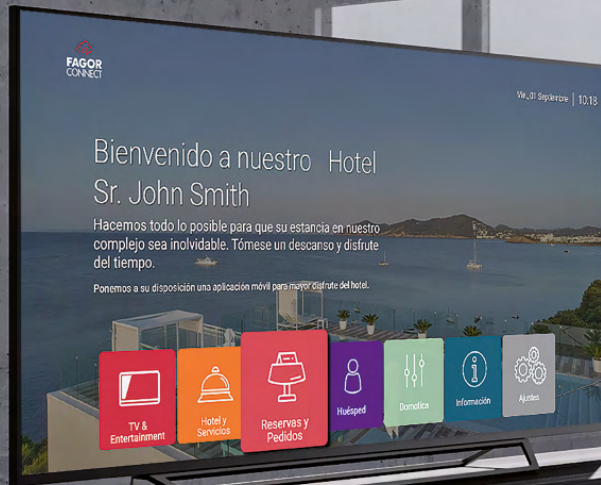 FAGOR
CONNECT
Vie., 01 Septiembre | 10:18
Bienvenido a nuestro Hotel
Sr. John Smith
Hacemos todo lo posible para que su estancia en nuestro
complejo sea inolvidable. Tómese un descanso y disfrute
del tiempo.
Ponemos a su disposición una aplicación móvil para mayor disfrute del hotel.
TV &
Entertainment
Hotel y
Servicios
Reservas y
Pedidos
Huésped
Domotica
Información
Ajustes